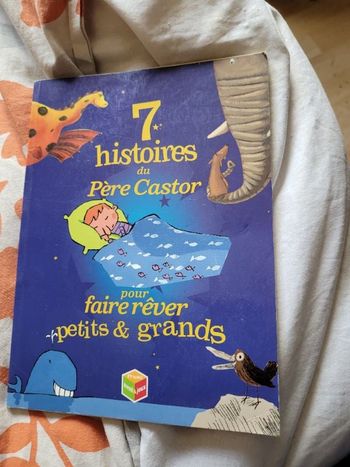 7
histoires
du
Père Castor
pour
faire rêver
petits & grands